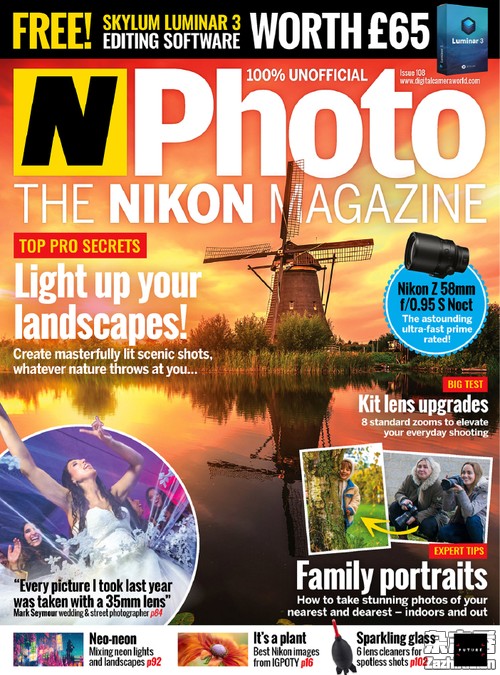 FREE! SKYLUM LUMINAR 3
EDITING SOFTWARE WORTH £65
Luminar 3
100% UNOFFICIAL
Issue 108
www.digitalcameraworld.com
N Photo
THE NIKON MAGAZINE
TOP PRO SECRETS
Light up your
landscapes!
Create masterfully lit scenic shots,
whatever nature throws at you...
Nikon Z 58mm
f/0.95 S Noct
The astounding
ultra-fast prime
rated!
BIG TEST
Kit lens upgrades
8 standard zooms to elevate
your everyday shooting
EXPERT TIPS
Family portraits
How to take stunning photos of your
nearest and dearest – indoors and out
"Every picture I took last year
was taken with a 35mm lens"
Mark Seymour wedding & street photographer p84
Neo-neon
Mixing neon lights
and landscapes p92
It's a plant
Best Nikon images
from IGPOTY p16
Sparkling glass
6 lens cleaners for
spotless shots p102
FUTURE